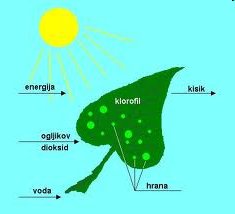 energija
kisik
klorofil
ogljikov
dioksid
voda
hrana